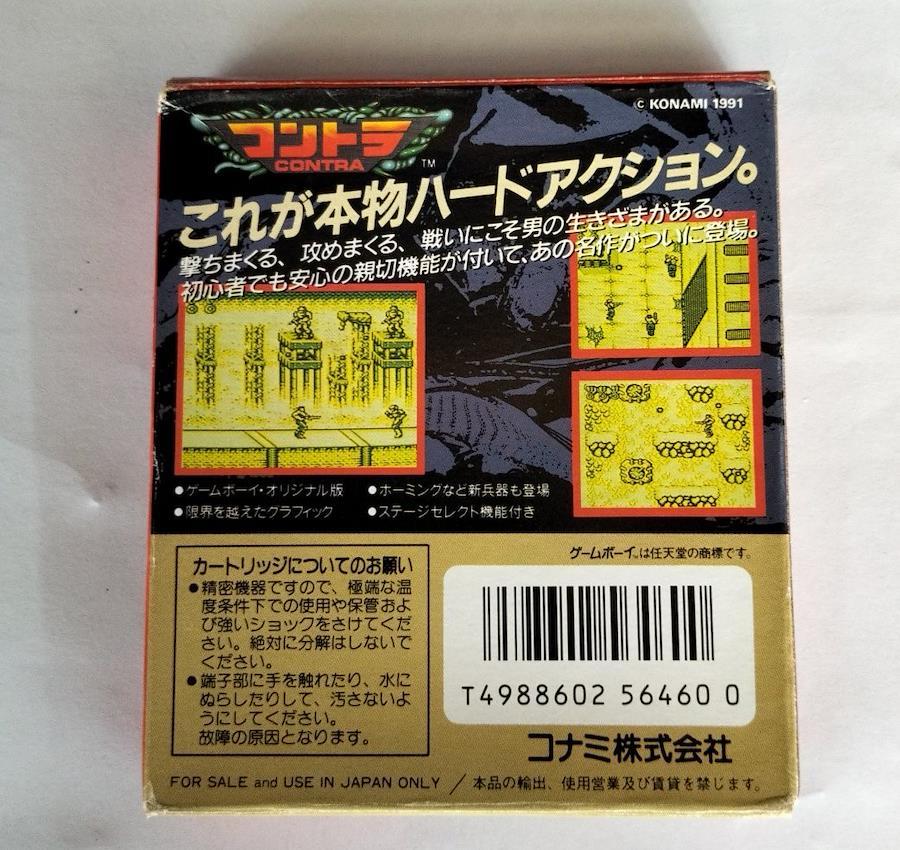 © KONAMI 1991
コントラ
CONTRA
TM
これが本物ハードアクション。
撃ちまくる、攻めまくる、戦いにこそ男の生きざまがある。
初心者でも安心の親切機能が付いて、あの名作がついに登場。
●ゲームボーイ・オリジナル版
●ホーミングなど新兵器も登場
●限界を越えたグラフィック
●ステージセレクト機能付き
カートリッジについてのお願い
●精密機器ですので、極端な温
度条件下での使用や保管およ
び強いショックをさけてくだ
さい。絶対に分解はしないで
ください。
●端子部に手を触れたり、水に
ぬらしたりして、汚さないよ
うにしてください。
故障の原因となります。
ゲームボーイ™は任天堂の商標です。
T4988602 56460 0
コナミ株式会社
FOR SALE and USE IN JAPAN ONLY / 本品の輸出、使用営業及び賃貸を禁じます。